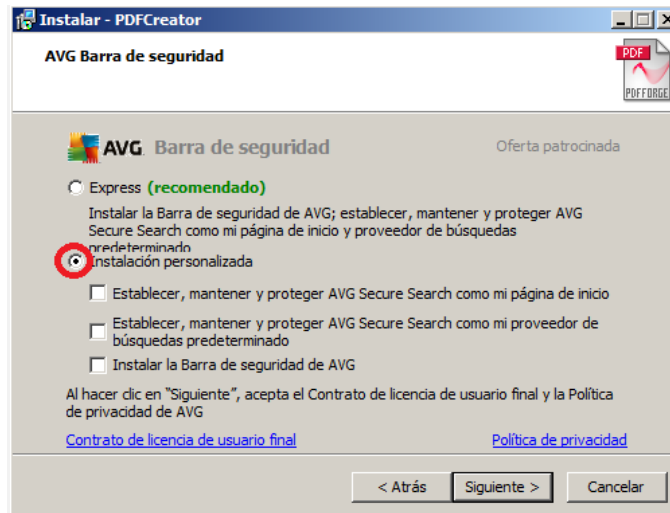 Instalar - PDFCreator
AVG Barra de seguridad
PDF
PDFFORGE
AVG. Barra de seguridad
Oferta patrocinada
Express (recomendado)
Instalar la Barra de seguridad de AVG; establecer, mantener y proteger AVG
Secure Search como mi página de inicio y proveedor de búsquedas
predeterminado
Instalación personalizada
Establecer, mantener y proteger AVG Secure Search como mi página de inicio
Establecer, mantener y proteger AVG Secure Search como mi proveedor de
búsquedas predeterminado
Instalar la Barra de seguridad de AVG
Al hacer clic en "Siguiente", acepta el Contrato de licencia de usuario final y la Política
de privacidad de AVG
Contrato de licencia de usuario final
Política de privacidad
< Atrás
Siguiente >
Cancelar